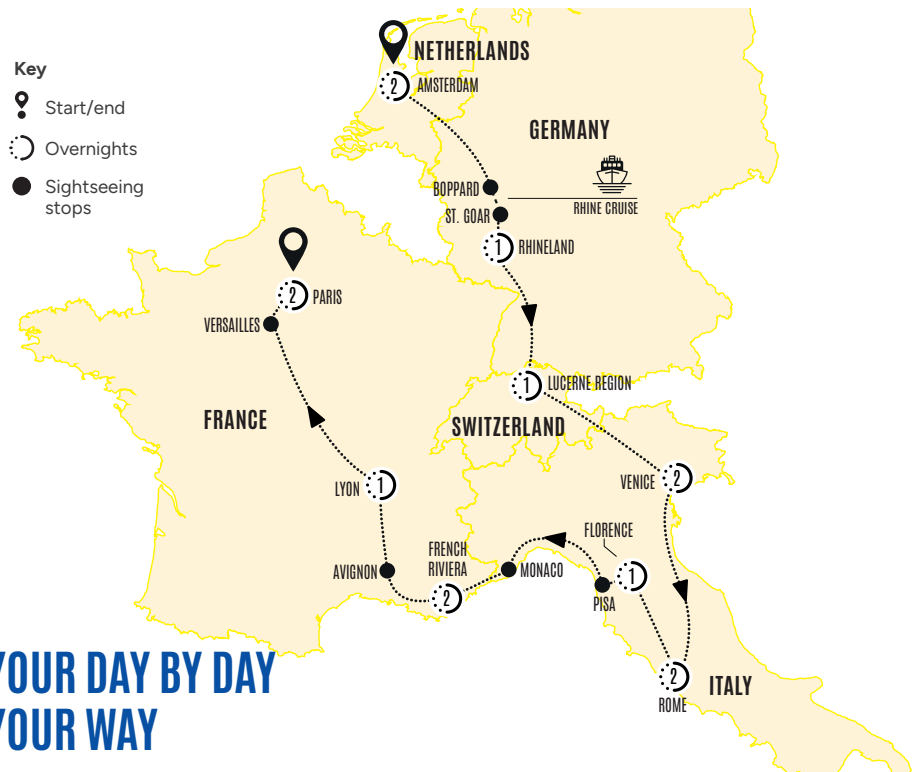 Key
Start/end
Overnights
Sightseeing
stops
NETHERLANDS
2
AMSTERDAM
GERMANY
BOPPARD
ST. GOAR
RHINE CRUISE
1
RHINELAND
2
PARIS
VERSAILLES
1
LUCERNE REGION
FRANCE
SWITZERLAND
LYON
1
VENICE
2
FLORENCE
1
FRENCH
RIVIERA
2
MONACO
AVIGNON
PISA
2
ROME
ITALY
YOUR DAY BY DAY
YOUR WAY